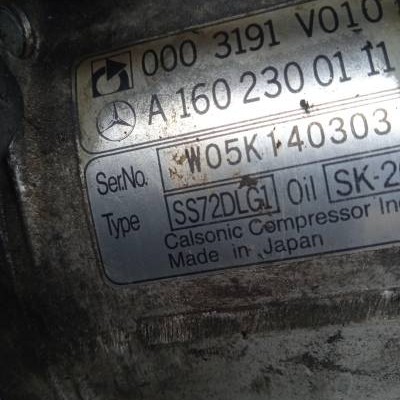 000 3191 V010
A 160 230 01 11
Ser.No. W05K140303
Type SS72DLG1 Oil SK-2
Calsonic Compressor Inc
Made in Japan